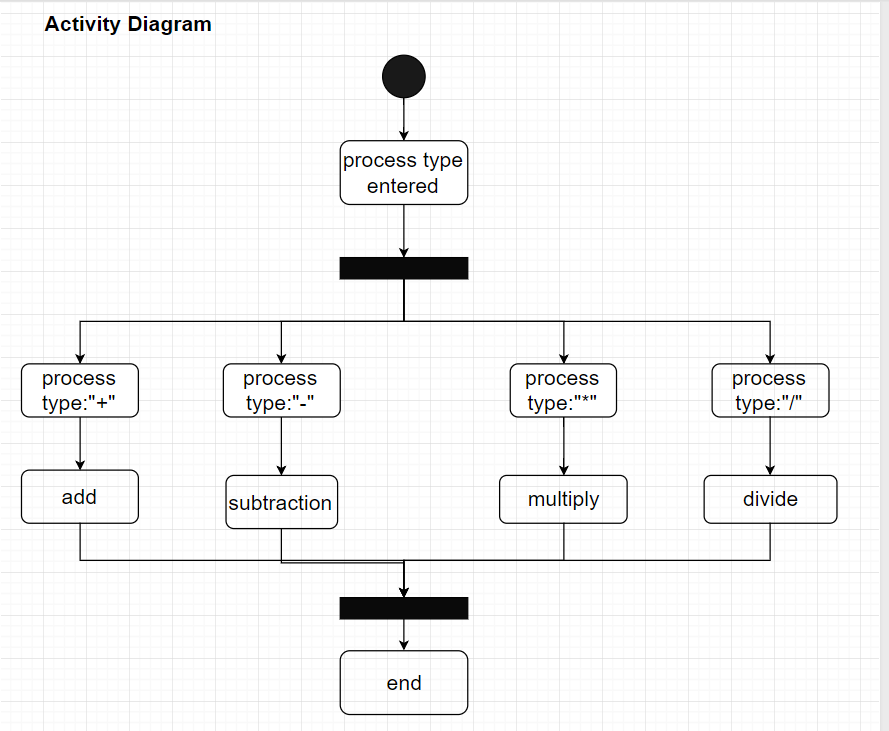 Activity Diagram
process type
entered
process
type:"+"
process
type:"-"
process
type:"*"
process
type:"/"
add
subtraction
multiply
divide
end